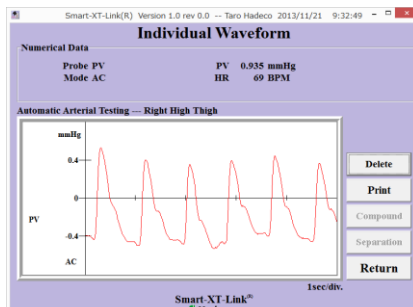 Smart-XT-Link(R) Version 1.0 rev 0.0 -- Taro Hadeco 2013/11/21 9:32:49
Individual Waveform
Numerical Data
Probe PV PV 0.935 mmHg
Mode AC HR 69 BPM
Automatic Arterial Testing --- Right High Thigh
mmHg
0.4
0
-0.4
PV
AC
1sec/div.
Delete
Print
Compound
Separation
Return
Smart-XT-Link(R)